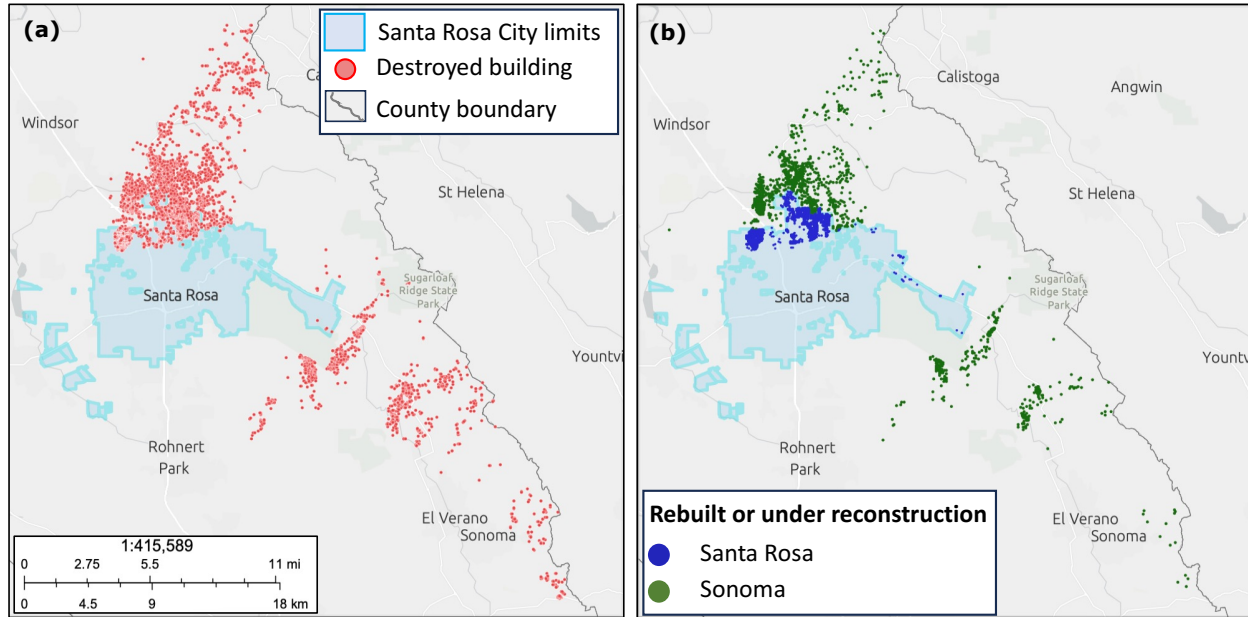 (a)
Santa Rosa City limits
Destroyed building
County boundary
Ca
Windsor
St Helena
Santa Rosa
Sugarloaf
Ridge State
Park
Yountvi
Rohnert
Park
El Verano
Sonoma
1:415,589
0 2.75 5.5 11 mi
0 4.5 9 18 km
(b)
Calistoga
Angwin
Windsor
St Helena
Santa Rosa
Sugarloaf
Ridge State
Park
Yountv
Rohnert
Park
El Verano
Sonoma
Rebuilt or under reconstruction
Santa Rosa
Sonoma